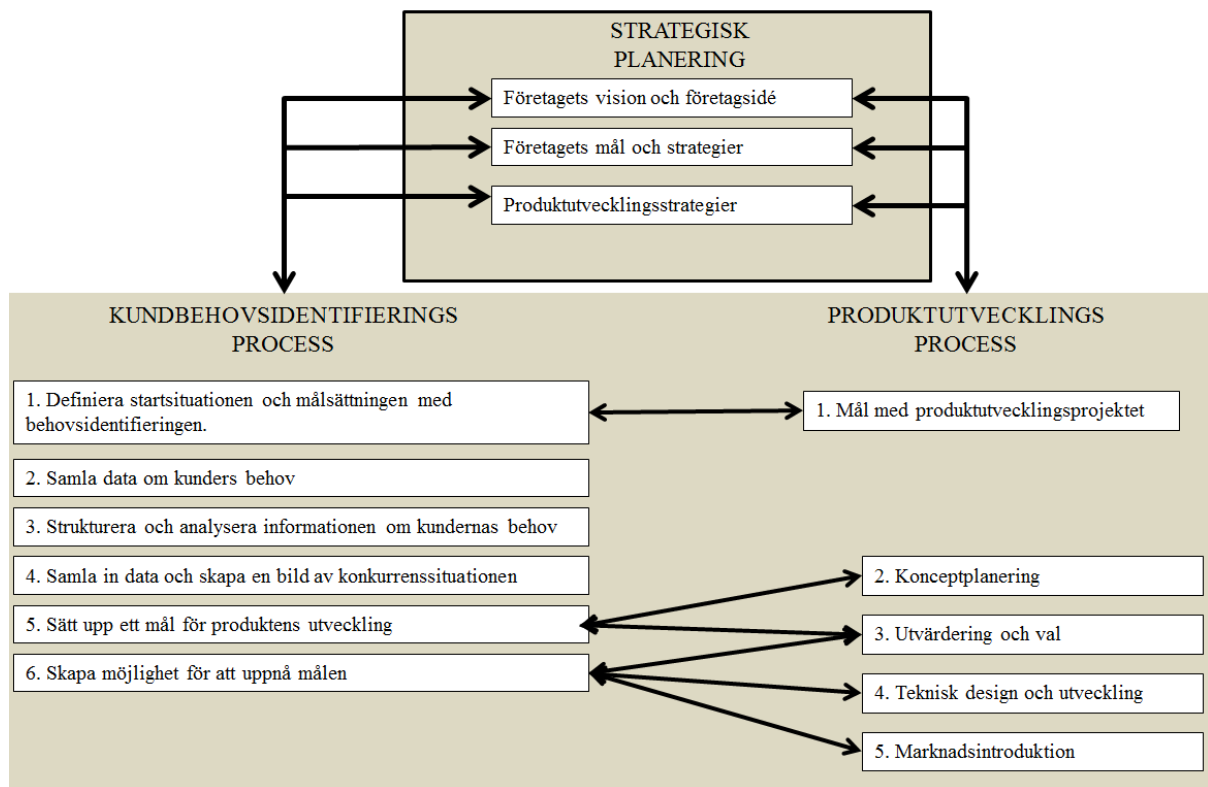 STRATEGISK
PLANERING
Företagets vision och företagsidé
Företagets mål och strategier
Produktutvecklingsstrategier
KUNDBEHOVSIDENTIFIERINGS
PROCESS
1. Definiera startsituationen och målsättningen med
behovsidentifieringen.
2. Samla data om kunders behov
3. Strukturera och analysera informationen om kundernas behov
4. Samla in data och skapa en bild av konkurrenssituationen
5. Sätt upp ett mål för produktens utveckling
6. Skapa möjlighet för att uppnå målen
PRODUKTUTVECKLINGS
PROCESS
1. Mål med produktutvecklingsprojektet
2. Konceptplanering
3. Utvärdering och val
4. Teknisk design och utveckling
5. Marknadsintroduktion